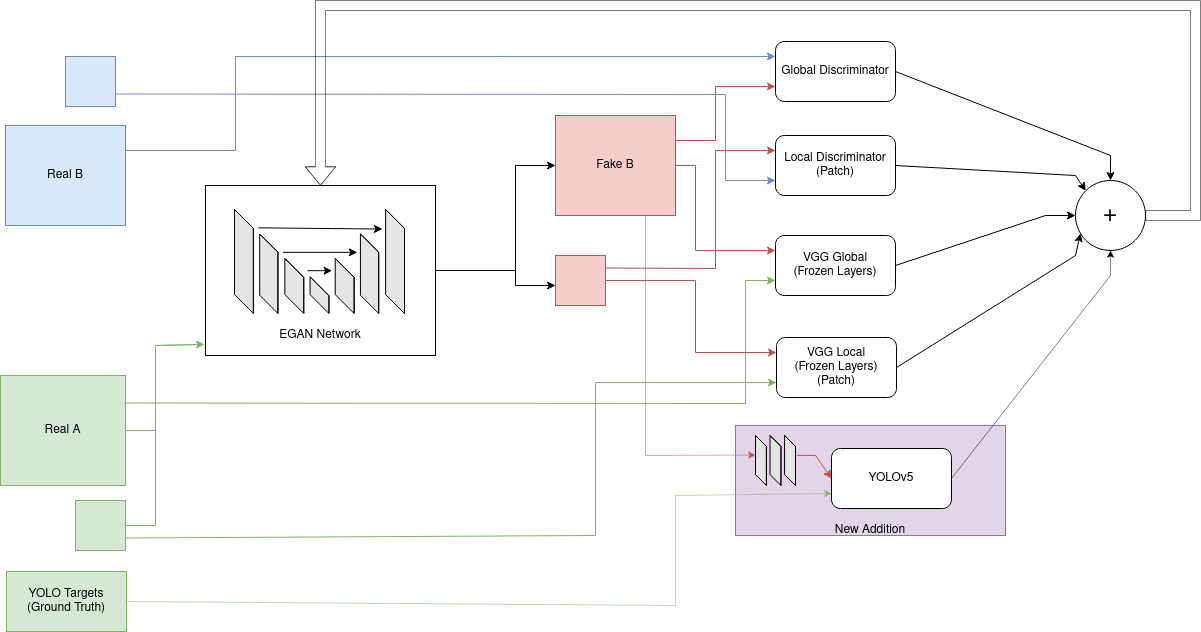 Global Discriminator
Real B
Fake B
Local Discriminator
(Patch)
+
VGG Global
(Frozen Layers)
EGAN Network
VGG Local
(Frozen Layers)
(Patch)
Real A
YOLOv5
New Addition
YOLO Targets
(Ground Truth)